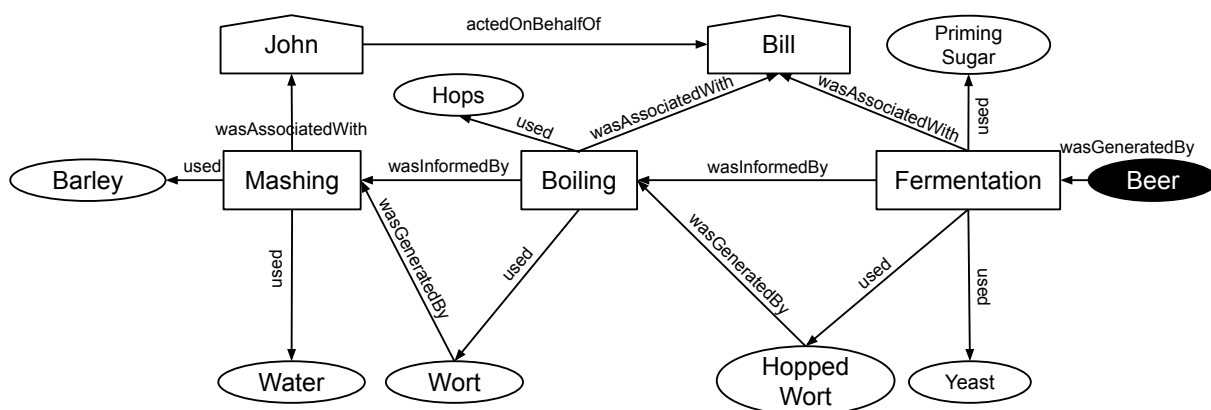 John
actedOnBehalfOf
Bill
Priming
Sugar
Hops
wasAssociatedWith
wasAssociatedWith
wasAssociatedWith
used
used
wasGeneratedBy
Barley
used
Mashing
wasInformedBy
Boiling
wasInformedBy
Fermentation
Beer
used
wasGeneratedBy
used
wasGeneratedBy
used
used
Water
Wort
Hopped
Wort
Yeast